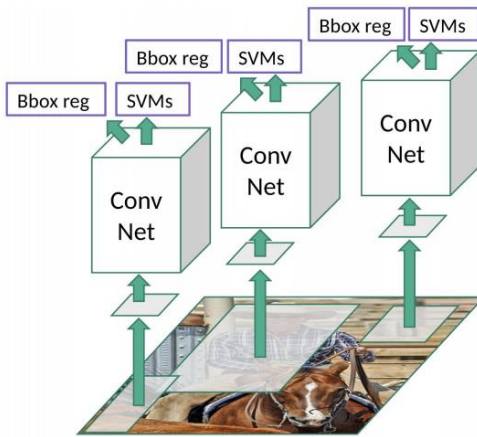 Bbox reg SVMs
Bbox reg SVMs
Bbox reg SVMs
Conv
Net
Conv
Net
Conv
Net